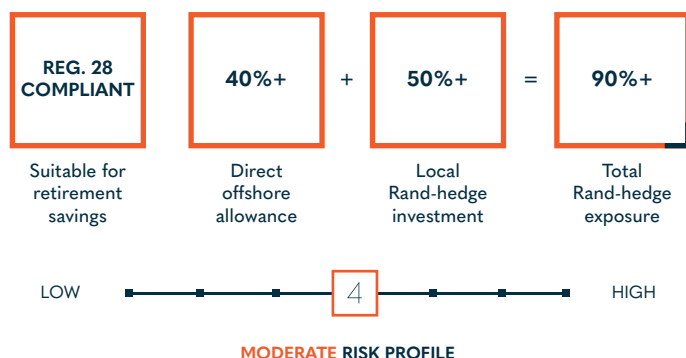 REG. 28
COMPLIANT
40%+
+
50%+
=
90%+
Suitable for
retirement
savings
Direct
offshore
allowance
Local
Rand-hedge
investment
Total
Rand-hedge
exposure
LOW
4
HIGH
MODERATE RISK PROFILE